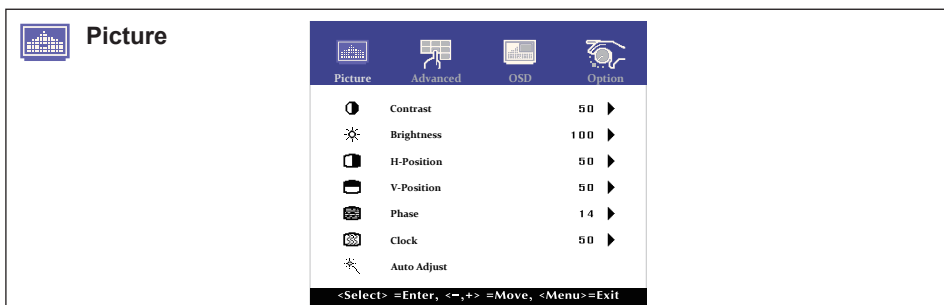 Picture
Picture Advanced OSD Option
Contrast 50
Brightness 100
H-Position 50
V-Position 50
Phase 14
Clock 50
Auto Adjust
<Select> =Enter, <-,+> =Move, <Menu>=Exit